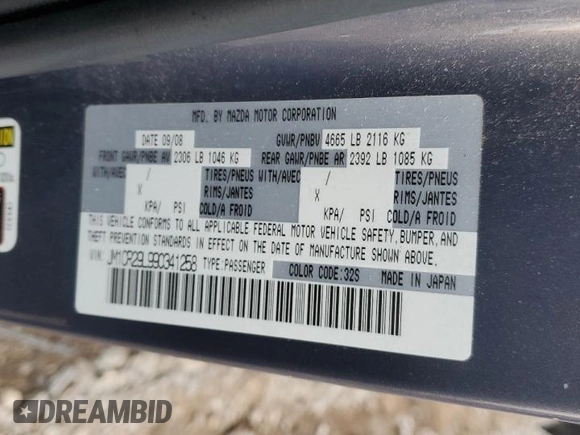 MFD. BY MAZDA MOTOR CORPORATION
DATE 09/08 GVWR/PNBV 4665 LB 2116 KG
FRONT GAWR/PNBE AV 2306 LB 1046 KG REAR GAWR/PNBE AR 2392 LB 1085 KG
WITH/AVEC / TIRES/PNEUS WITH/AVEC / TIRES/PNEUS
X RIMS/JANTES X RIMS/JANTES
KPA/ PSI COLD/A FROID KPA/ PSI COLD/A FROID
THIS VEHICLE CONFORMS TO ALL APPLICABLE FEDERAL MOTOR VEHICLE SAFETY, BUMPER, AND
THEFT PREVENTION STANDARDS IN EFFECT ON THE DATE OF MANUFACTURE SHOWN ABOVE.
VIN: JM1CR29L990341258 TYPE:PASSENGER COLOR CODE:32S MADE IN JAPAN
DREAMBID